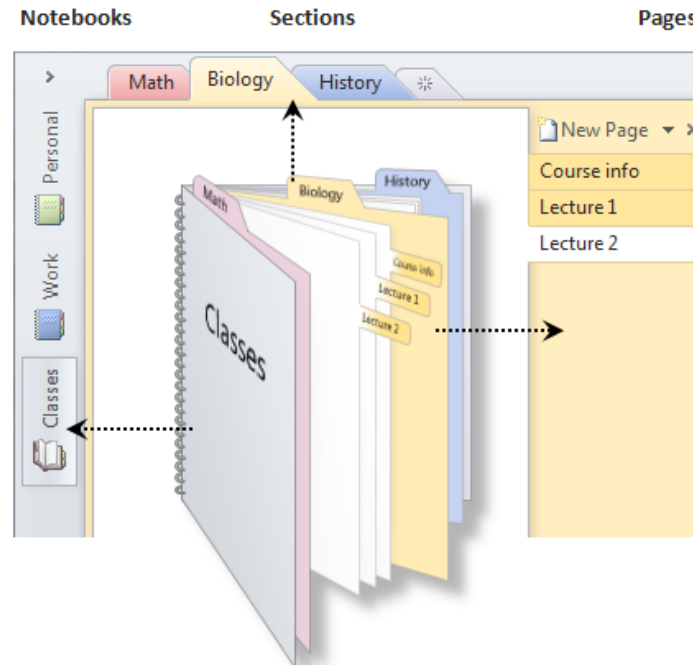 Notebooks
Sections
Pages
Math
Biology
History
New Page
Personal
Course info
Lecture 1
Lecture 2
Work
Classes
Math
Biology
History
Course info
Lecture 1
Lecture 2
Classes